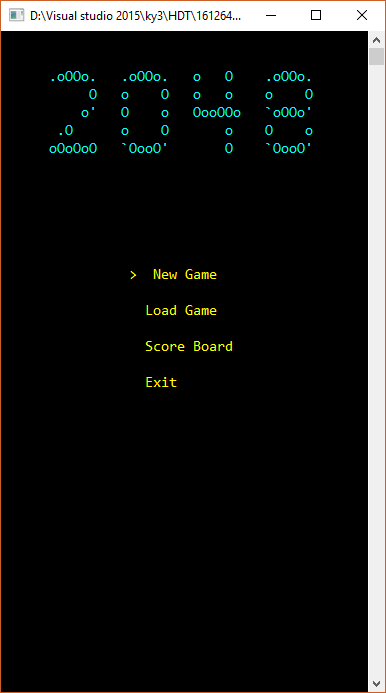 D:\Visual studio 2015\ky3\HDT\161264...
.oOOo.   .oOOo.   o   O    .oOOo.
     O   o    O   o   o    o    O
    o'   O    o   OooOOo   `oOOo'
 .O      o    O       o    O    o
oOoOoO   `OooO'       O    `OooO'
>  New Game
Load Game
Score Board
Exit